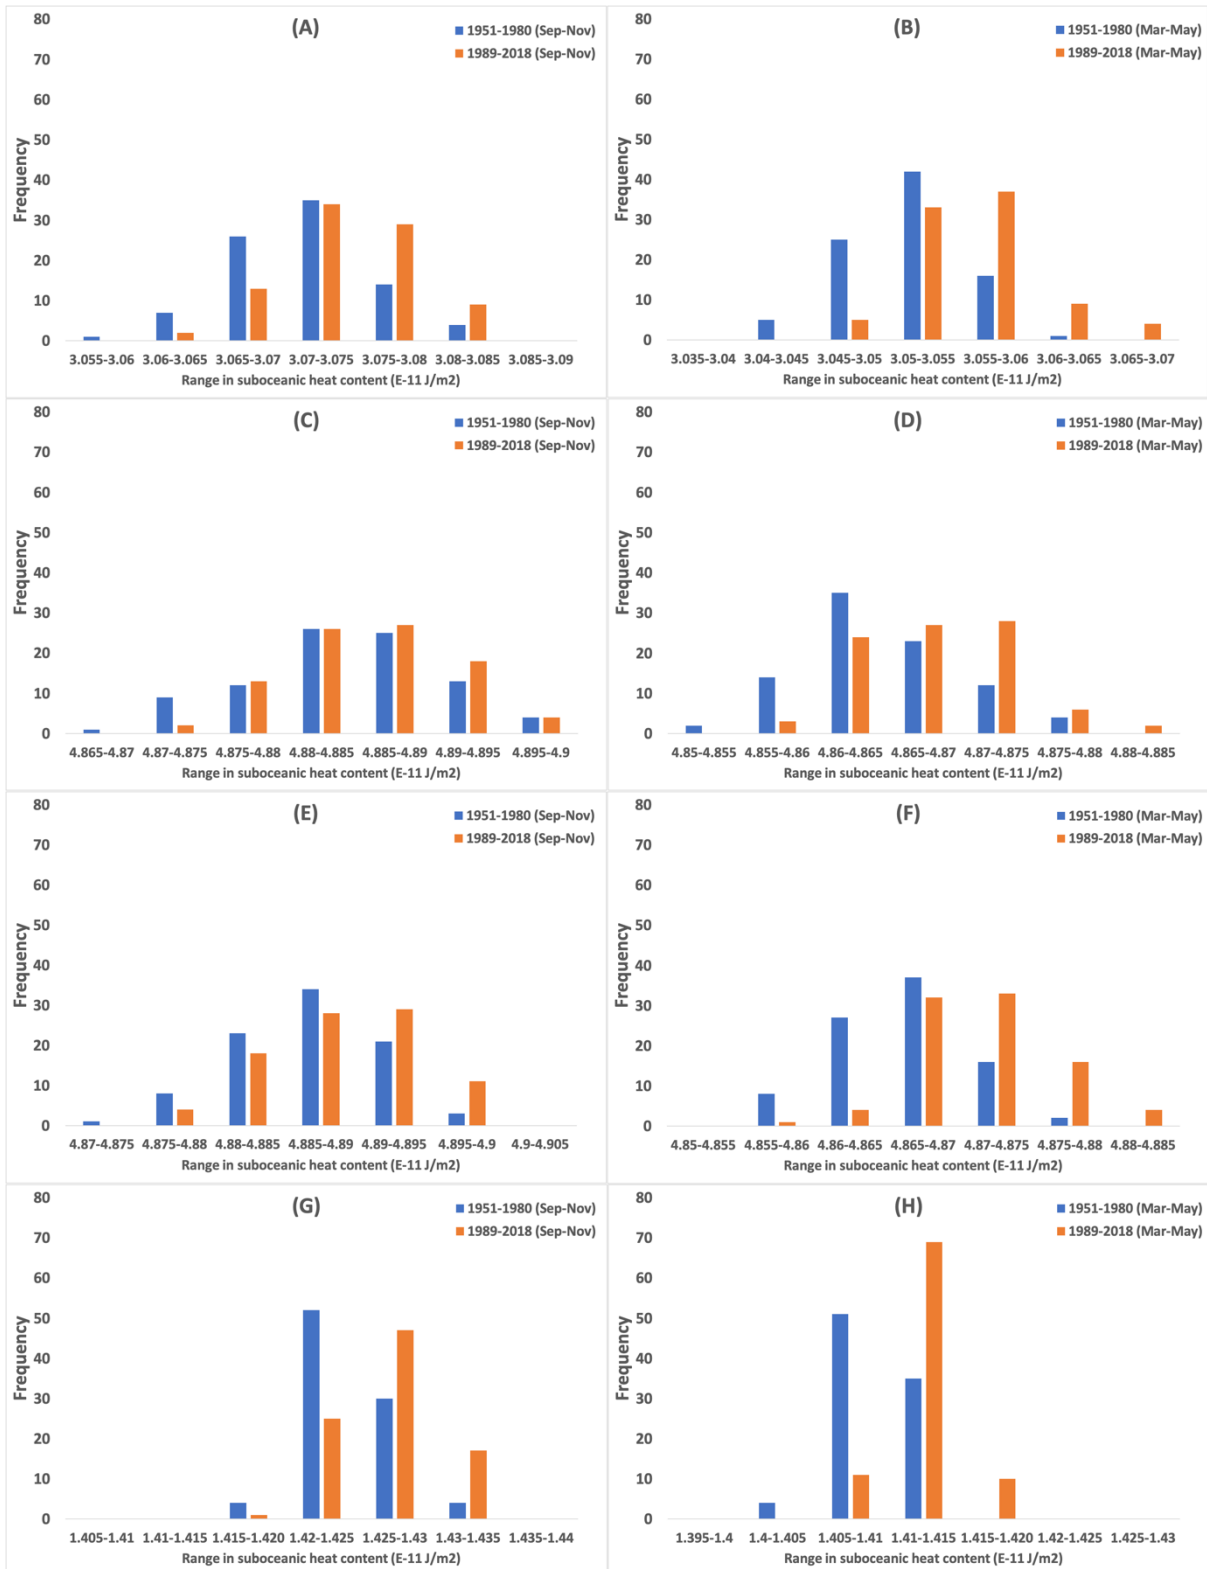 (A)
1951-1980 (Sep-Nov)
1989-2018 (Sep-Nov)
Frequency
80
70
60
50
40
30
20
10
0
3.055-3.06 3.06-3.065 3.065-3.07 3.07-3.075 3.075-3.08 3.08-3.085 3.085-3.09
Range in suboceanic heat content (E-11 J/m2)
(B)
1951-1980 (Mar-May)
1989-2018 (Mar-May)
Frequency
80
70
60
50
40
30
20
10
0
3.035-3.04 3.04-3.045 3.045-3.05 3.05-3.055 3.055-3.06 3.06-3.065 3.065-3.07
Range in suboceanic heat content (E-11 J/m2)
(C)
1951-1980 (Sep-Nov)
1989-2018 (Sep-Nov)
Frequency
80
70
60
50
40
30
20
10
0
4.865-4.87 4.87-4.875 4.875-4.88 4.88-4.885 4.885-4.89 4.89-4.895 4.895-4.9
Range in suboceanic heat content (E-11 J/m2)
(D)
1951-1980 (Mar-May)
1989-2018 (Mar-May)
Frequency
80
70
60
50
40
30
20
10
0
4.85-4.855 4.855-4.86 4.86-4.865 4.865-4.87 4.87-4.875 4.875-4.88 4.88-4.885
Range in suboceanic heat content (E-11 J/m2)
(E)
1951-1980 (Sep-Nov)
1989-2018 (Sep-Nov)
Frequency
80
70
60
50
40
30
20
10
0
4.87-4.875 4.875-4.88 4.88-4.885 4.885-4.89 4.89-4.895 4.895-4.9 4.9-4.905
Range in suboceanic heat content (E-11 J/m2)
(F)
1951-1980 (Mar-May)
1989-2018 (Mar-May)
Frequency
80
70
60
50
40
30
20
10
0
4.85-4.855 4.855-4.86 4.86-4.865 4.865-4.87 4.87-4.875 4.875-4.88 4.88-4.885
Range in suboceanic heat content (E-11 J/m2)
(G)
1951-1980 (Sep-Nov)
1989-2018 (Sep-Nov)
Frequency
80
70
60
50
40
30
20
10
0
1.405-1.41 1.41-1.415 1.415-1.420 1.42-1.425 1.425-1.43 1.43-1.435 1.435-1.44
Range in suboceanic heat content (E-11 J/m2)
(H)
1951-1980 (Mar-May)
1989-2018 (Mar-May)
Frequency
80
70
60
50
40
30
20
10
0
1.395-1.4 1.4-1.405 1.405-1.41 1.41-1.415 1.415-1.420 1.42-1.425 1.425-1.43
Range in suboceanic heat content (E-11 J/m2)